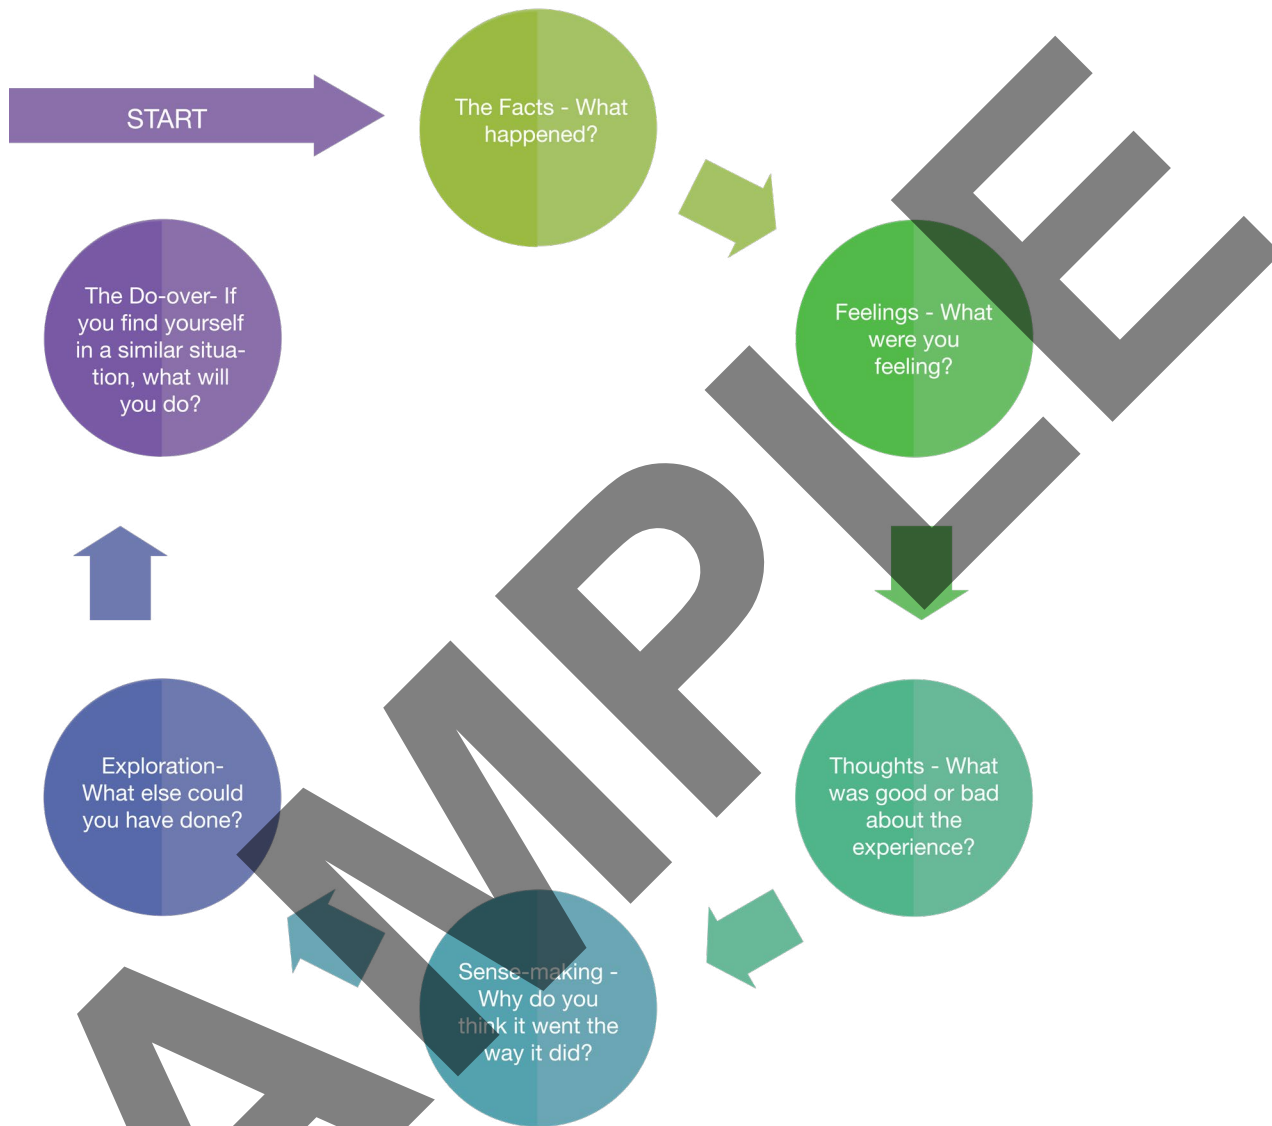 START
The Facts - What
happened?
Feelings - What
were you
feeling?
Thoughts - What
was good or bad
about the
experience?
Sense-making -
Why do you
think it went the
way it did?
Exploration-
What else could
you have done?
The Do-over- If
you find yourself
in a similar situa-
tion, what will
you do?
AMPLE